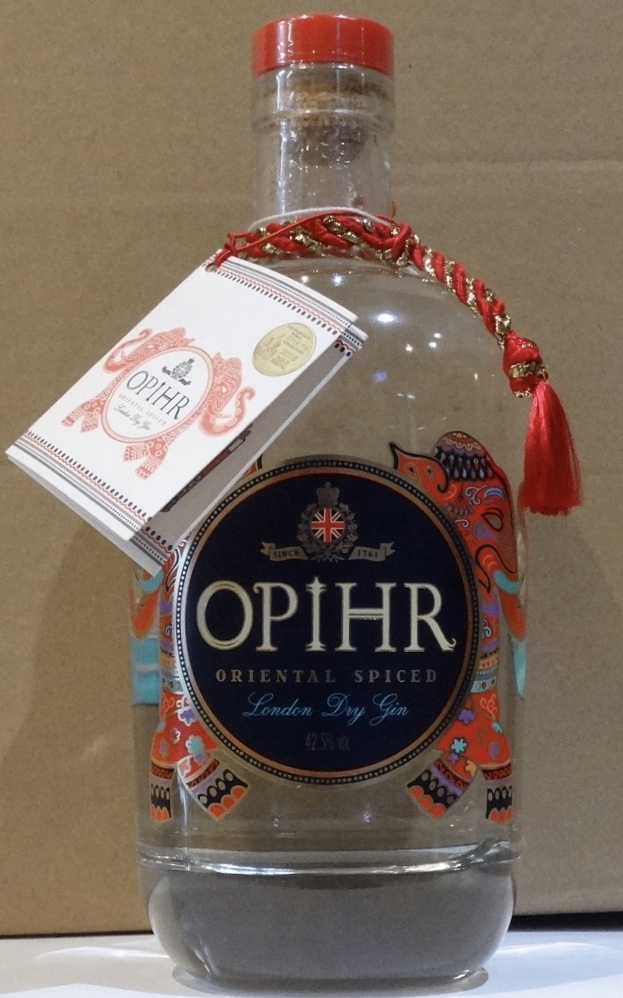 OPIHR
ORIENTAL SPICED
London Dry Gin
SINCE 1761
OPIHR
ORIENTAL SPICED
London Dry Gin
42.5% VOL